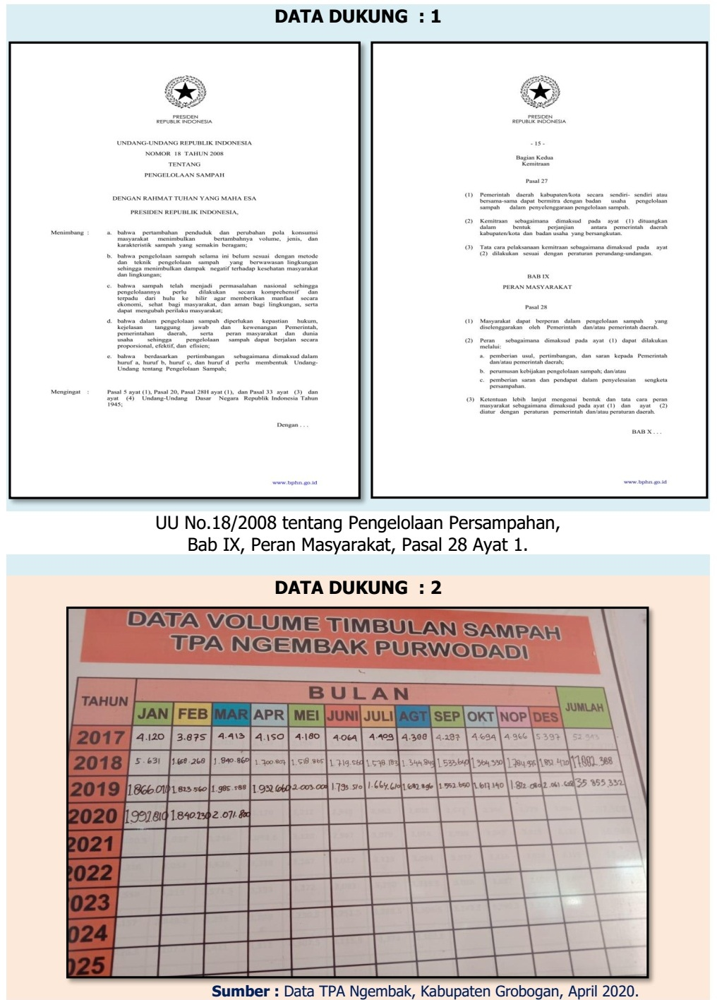 DATA DUKUNG : 1
PRESIDEN
REPUBLIK INDONESIA
UNDANG-UNDANG REPUBLIK INDONESIA
NOMOR 18 TAHUN 2008
TENTANG
PENGELOLAAN SAMPAH
DENGAN RAHMAT TUHAN YANG MAHA ESA
PRESIDEN REPUBLIK INDONESIA,
Menimbang : a. bahwa pertambahan penduduk dan perubahan pola konsumsi
masyarakat menimbulkan bertambahnya volume, jenis, dan
karakteristik sampah yang semakin beragam;
b. bahwa pengelolaan sampah selama ini belum sesuai dengan metode
dan teknik pengelolaan sampah yang berwawasan lingkungan
sehingga menimbulkan dampak negatif terhadap kesehatan masyarakat
dan lingkungan;
c. bahwa sampah telah menjadi permasalahan nasional sehingga
pengelolaannya perlu dilakukan secara komprehensif dan
terpadu dari hulu ke hilir agar memberikan manfaat secara
ekonomi, sehat bagi masyarakat, dan aman bagi lingkungan, serta
dapat mengubah perilaku masyarakat;
d. bahwa dalam pengelolaan sampah diperlukan kepastian hukum,
kejelasan tanggung jawab dan kewenangan Pemerintah,
pemerintahan daerah, serta peran masyarakat dan dunia
usaha sehingga pengelolaan sampah dapat berjalan secara
proporsional, efektif, dan efisien;
e. bahwa berdasarkan pertimbangan sebagaimana dimaksud dalam
huruf a, huruf b, huruf c, dan huruf d perlu membentuk Undang-
Undang tentang Pengelolaan Sampah;
Mengingat : Pasal 5 ayat (1), Pasal 20, Pasal 28H ayat (1), dan Pasal 33 ayat (3) dan
ayat (4) Undang-Undang Dasar Negara Republik Indonesia Tahun
1945;
Dengan . . .
www.bphn.go.id
PRESIDEN
REPUBLIK INDONESIA
- 15 -
Bagian Kedua
Kemitraan
Pasal 27
(1) Pemerintah daerah kabupaten/kota secara sendiri- sendiri atau
bersama-sama dapat bermitra dengan badan usaha pengelolaan
sampah dalam penyelenggaraan pengelolaan sampah.
(2) Kemitraan sebagaimana dimaksud pada ayat (1) dituangkan
dalam bentuk perjanjian antara pemerintah daerah
kabupaten/kota dan badan usaha yang bersangkutan.
(3) Tata cara pelaksanaan kemitraan sebagaimana dimaksud pada ayat
(2) dilakukan sesuai dengan peraturan perundang-undangan.
BAB IX
PERAN MASYARAKAT
Pasal 28
(1) Masyarakat dapat berperan dalam pengelolaan sampah yang
diselenggarakan oleh Pemerintah dan/atau pemerintah daerah.
(2) Peran sebagaimana dimaksud pada ayat (1) dapat dilakukan
melalui:
a. pemberian usul, pertimbangan, dan saran kepada Pemerintah
dan/atau pemerintah daerah;
b. perumusan kebijakan pengelolaan sampah; dan/atau
c. pemberian saran dan pendapat dalam penyelesaian sengketa
persampahan.
(3) Ketentuan lebih lanjut mengenai bentuk dan tata cara peran
masyarakat sebagaimana dimaksud pada ayat (1) dan ayat (2)
diatur dengan peraturan pemerintah dan/atau peraturan daerah.
BAB X . . .
www.bphn.go.id
UU No.18/2008 tentang Pengelolaan Persampahan,
Bab IX, Peran Masyarakat, Pasal 28 Ayat 1.
DATA DUKUNG : 2
DATA VOLUME TIMBULAN SAMPAH
TPA NGEMBAK PURWODADI
TAHUN BULAN JUMLAH
JAN FEB MAR APR MEI JUNI JULI AGT SEP OKT NOP DES
2017 4.120 3.875 4.413 4.150 4.180 4.064 4.409 4.388 4.287 4.694 4.966 5.397
2018 5.631 1.668.268 1.840.860 1.700.807 1.518.865 1.719.560 1.578.183 1.344.849 1.533.640 1.364.330 17.882.388
2019 1.866.010 1.823.560 1.985.588 1.932.660 2.003.000 1.793.570 1.664.610 1.682.896 1.552.650 1.617.140 1.822.080 35.855.332
2020 1.992.810 1.840.230 2.071.800
2021
2022
023
024
025
Sumber : Data TPA Ngembak, Kabupaten Grobogan, April 2020.